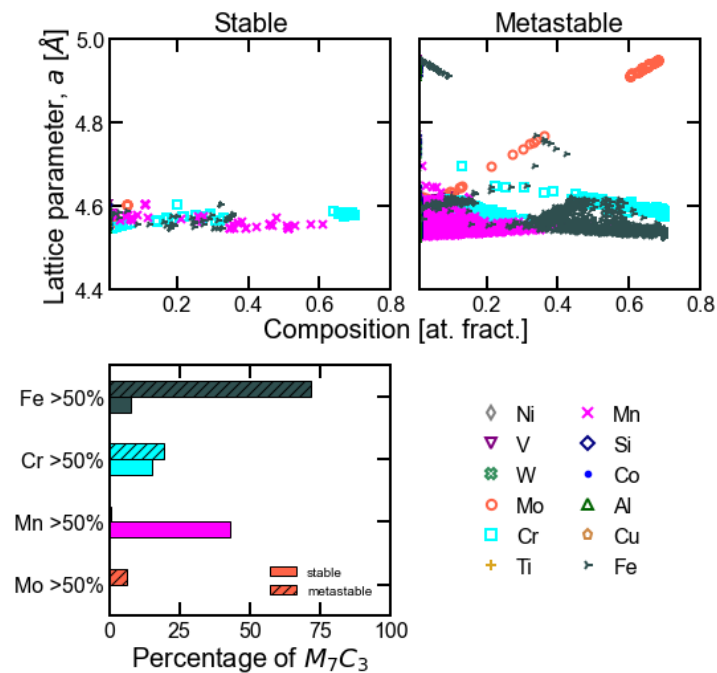 Stable
Metastable
Lattice parameter, a [Å]
5.0
4.8
4.6
4.4
0.2
0.4
0.6
0.8
0.2
0.4
0.6
0.8
Composition [at. fract.]
Fe >50%
Cr >50%
Mn >50%
Mo >50%
stable
metastable
0
25
50
75
100
Percentage of M₇C₃
Ni
V
W
Mo
Cr
Ti
Mn
Si
Co
Al
Cu
Fe